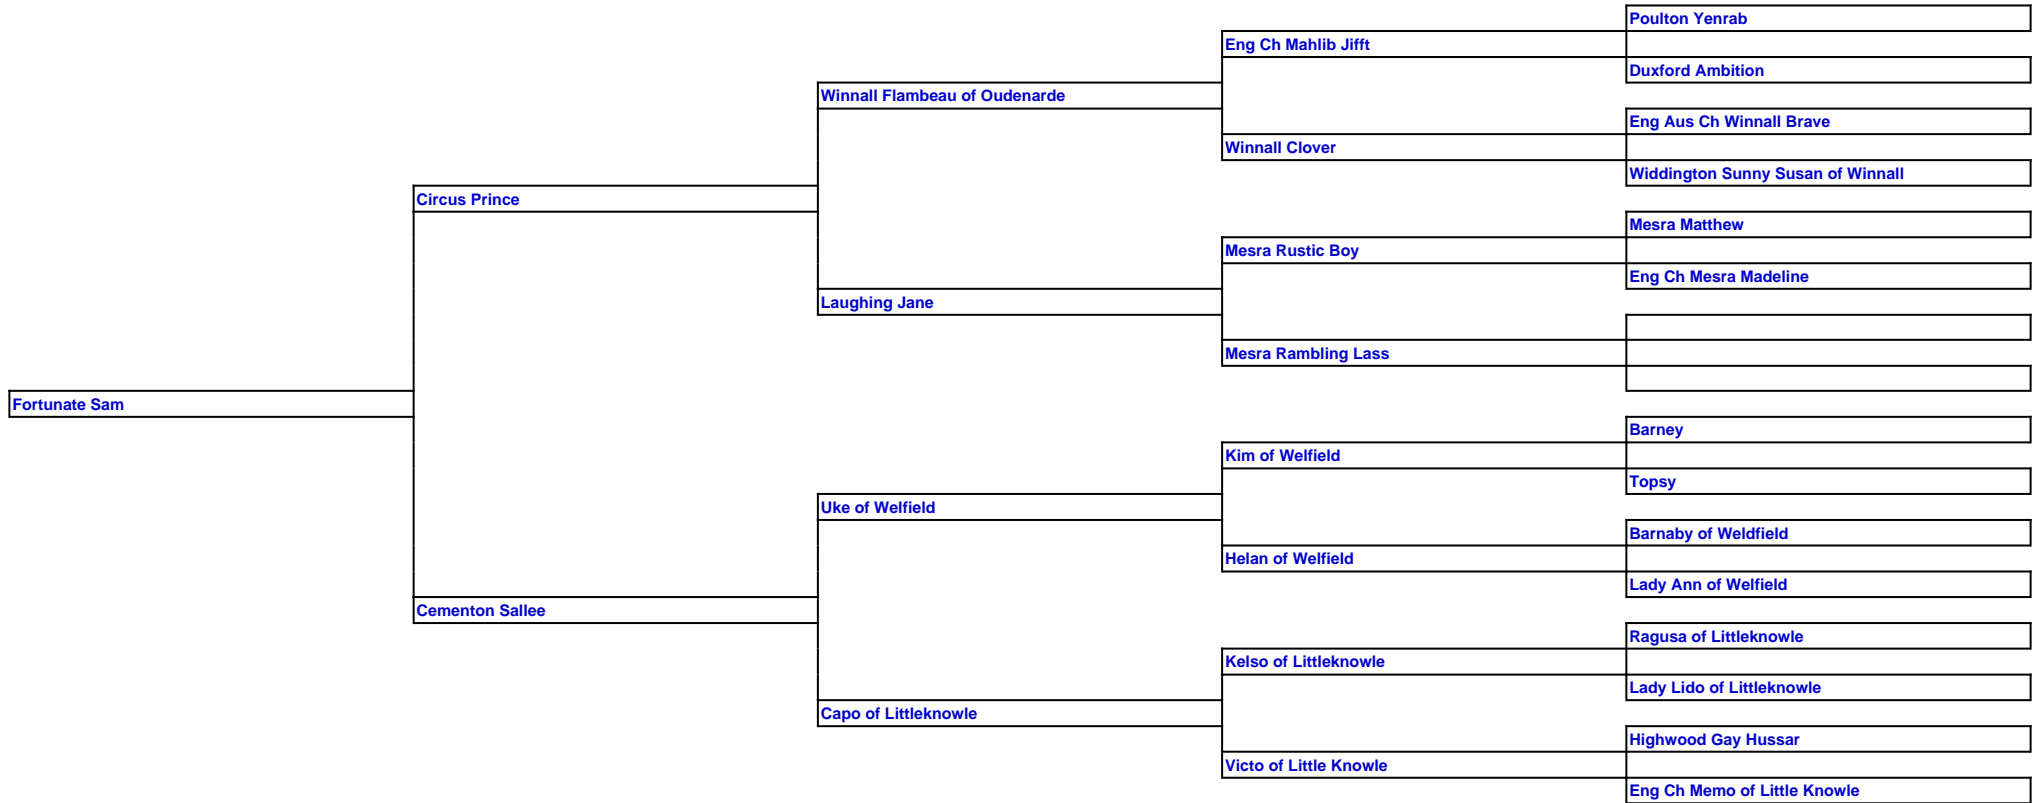 Poulton Yenrab
Eng Ch Mahlib Jifft
Duxford Ambition
Winnall Flambeau of Oudenarde
Eng Aus Ch Winnall Brave
Winnall Clover
Widdington Sunny Susan of Winnall
Circus Prince
Mesra Matthew
Mesra Rustic Boy
Eng Ch Mesra Madeline
Laughing Jane
Mesra Rambling Lass
Fortunate Sam
Barney
Kim of Welfield
Topsy
Uke of Welfield
Barnaby of Weldfield
Helan of Welfield
Lady Ann of Welfield
Cementon Sallee
Ragusa of Littleknowle
Kelso of Littleknowle
Lady Lido of Littleknowle
Capo of Littleknowle
Highwood Gay Hussar
Victo of Little Knowle
Eng Ch Memo of Little Knowle